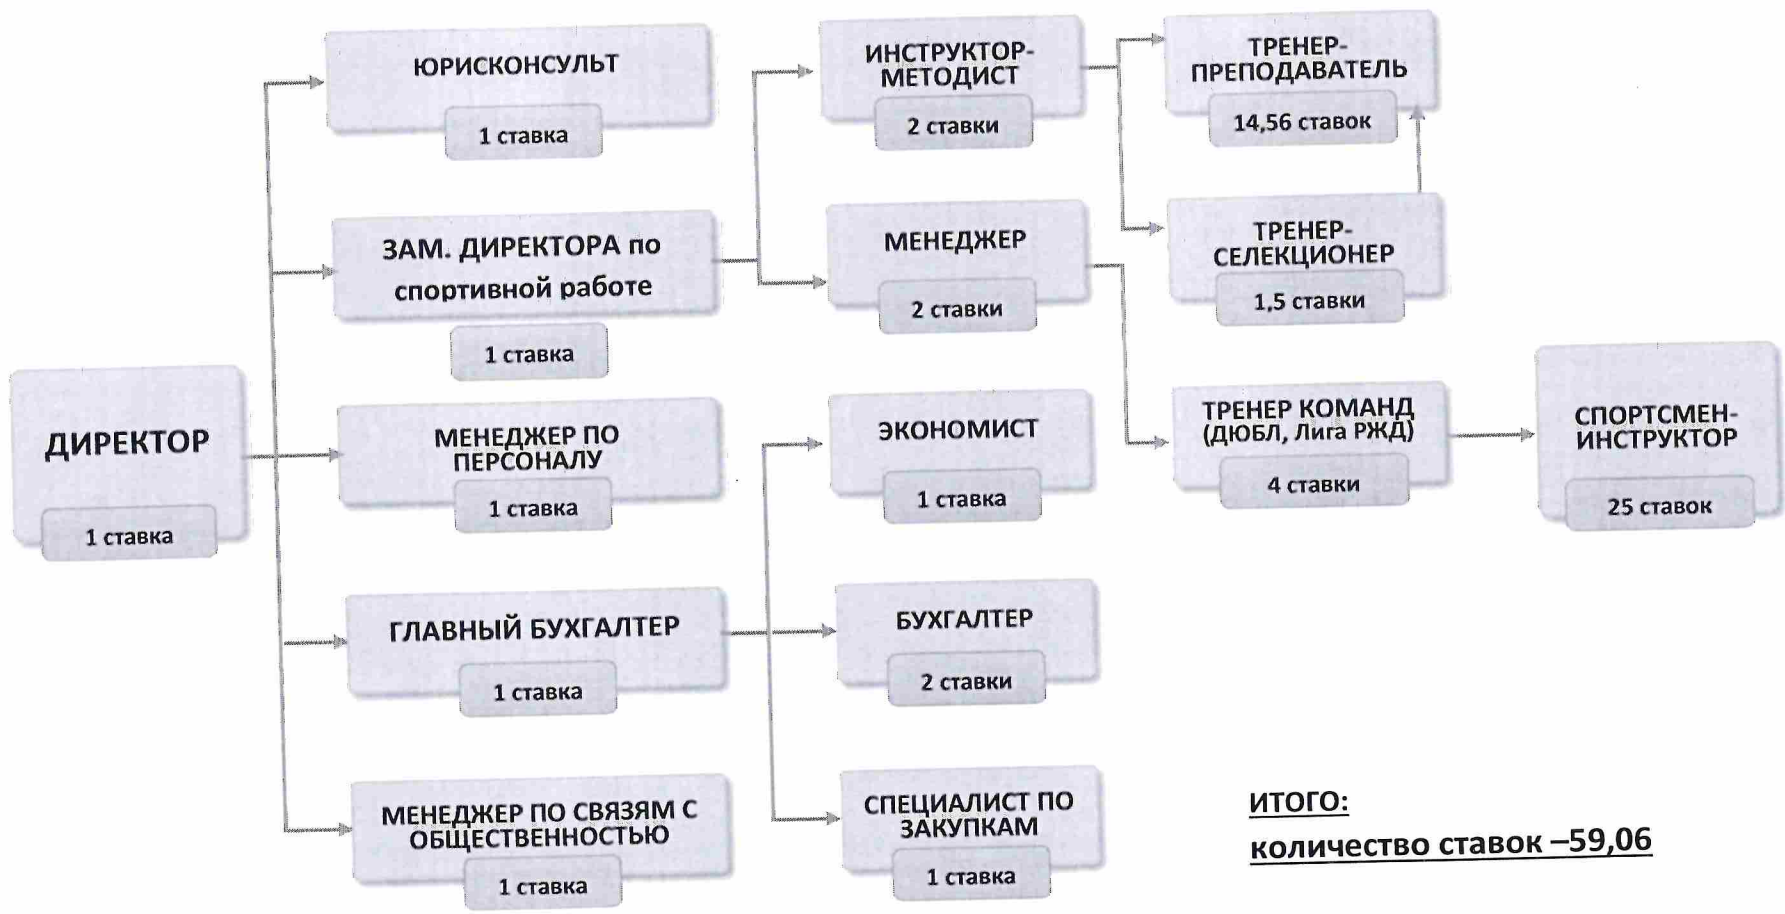 ЮРИСКОНСУЛЬТ
1 ставка
ИНСТРУКТОР-
МЕТОДИСТ
2 ставки
ТРЕНЕР-
ПРЕПОДАВАТЕЛЬ
14,56 ставок
ЗАМ. ДИРЕКТОРА по
спортивной работе
1 ставка
МЕНЕДЖЕР
2 ставки
ТРЕНЕР-
СЕЛЕКЦИОНЕР
1,5 ставки
ДИРЕКТОР
1 ставка
МЕНЕДЖЕР ПО
ПЕРСОНАЛУ
1 ставка
ЭКОНОМИСТ
1 ставка
ТРЕНЕР КОМАНД
(ДЮБЛ, Лига РЖД)
4 ставки
СПОРТСМЕН-
ИНСТРУКТОР
25 ставок
ГЛАВНЫЙ БУХГАЛТЕР
1 ставка
БУХГАЛТЕР
2 ставки
МЕНЕДЖЕР ПО СВЯЗЯМ С
ОБЩЕСТВЕННОСТЬЮ
1 ставка
СПЕЦИАЛИСТ ПО
ЗАКУПКАМ
1 ставка
ИТОГО:
количество ставок –59,06